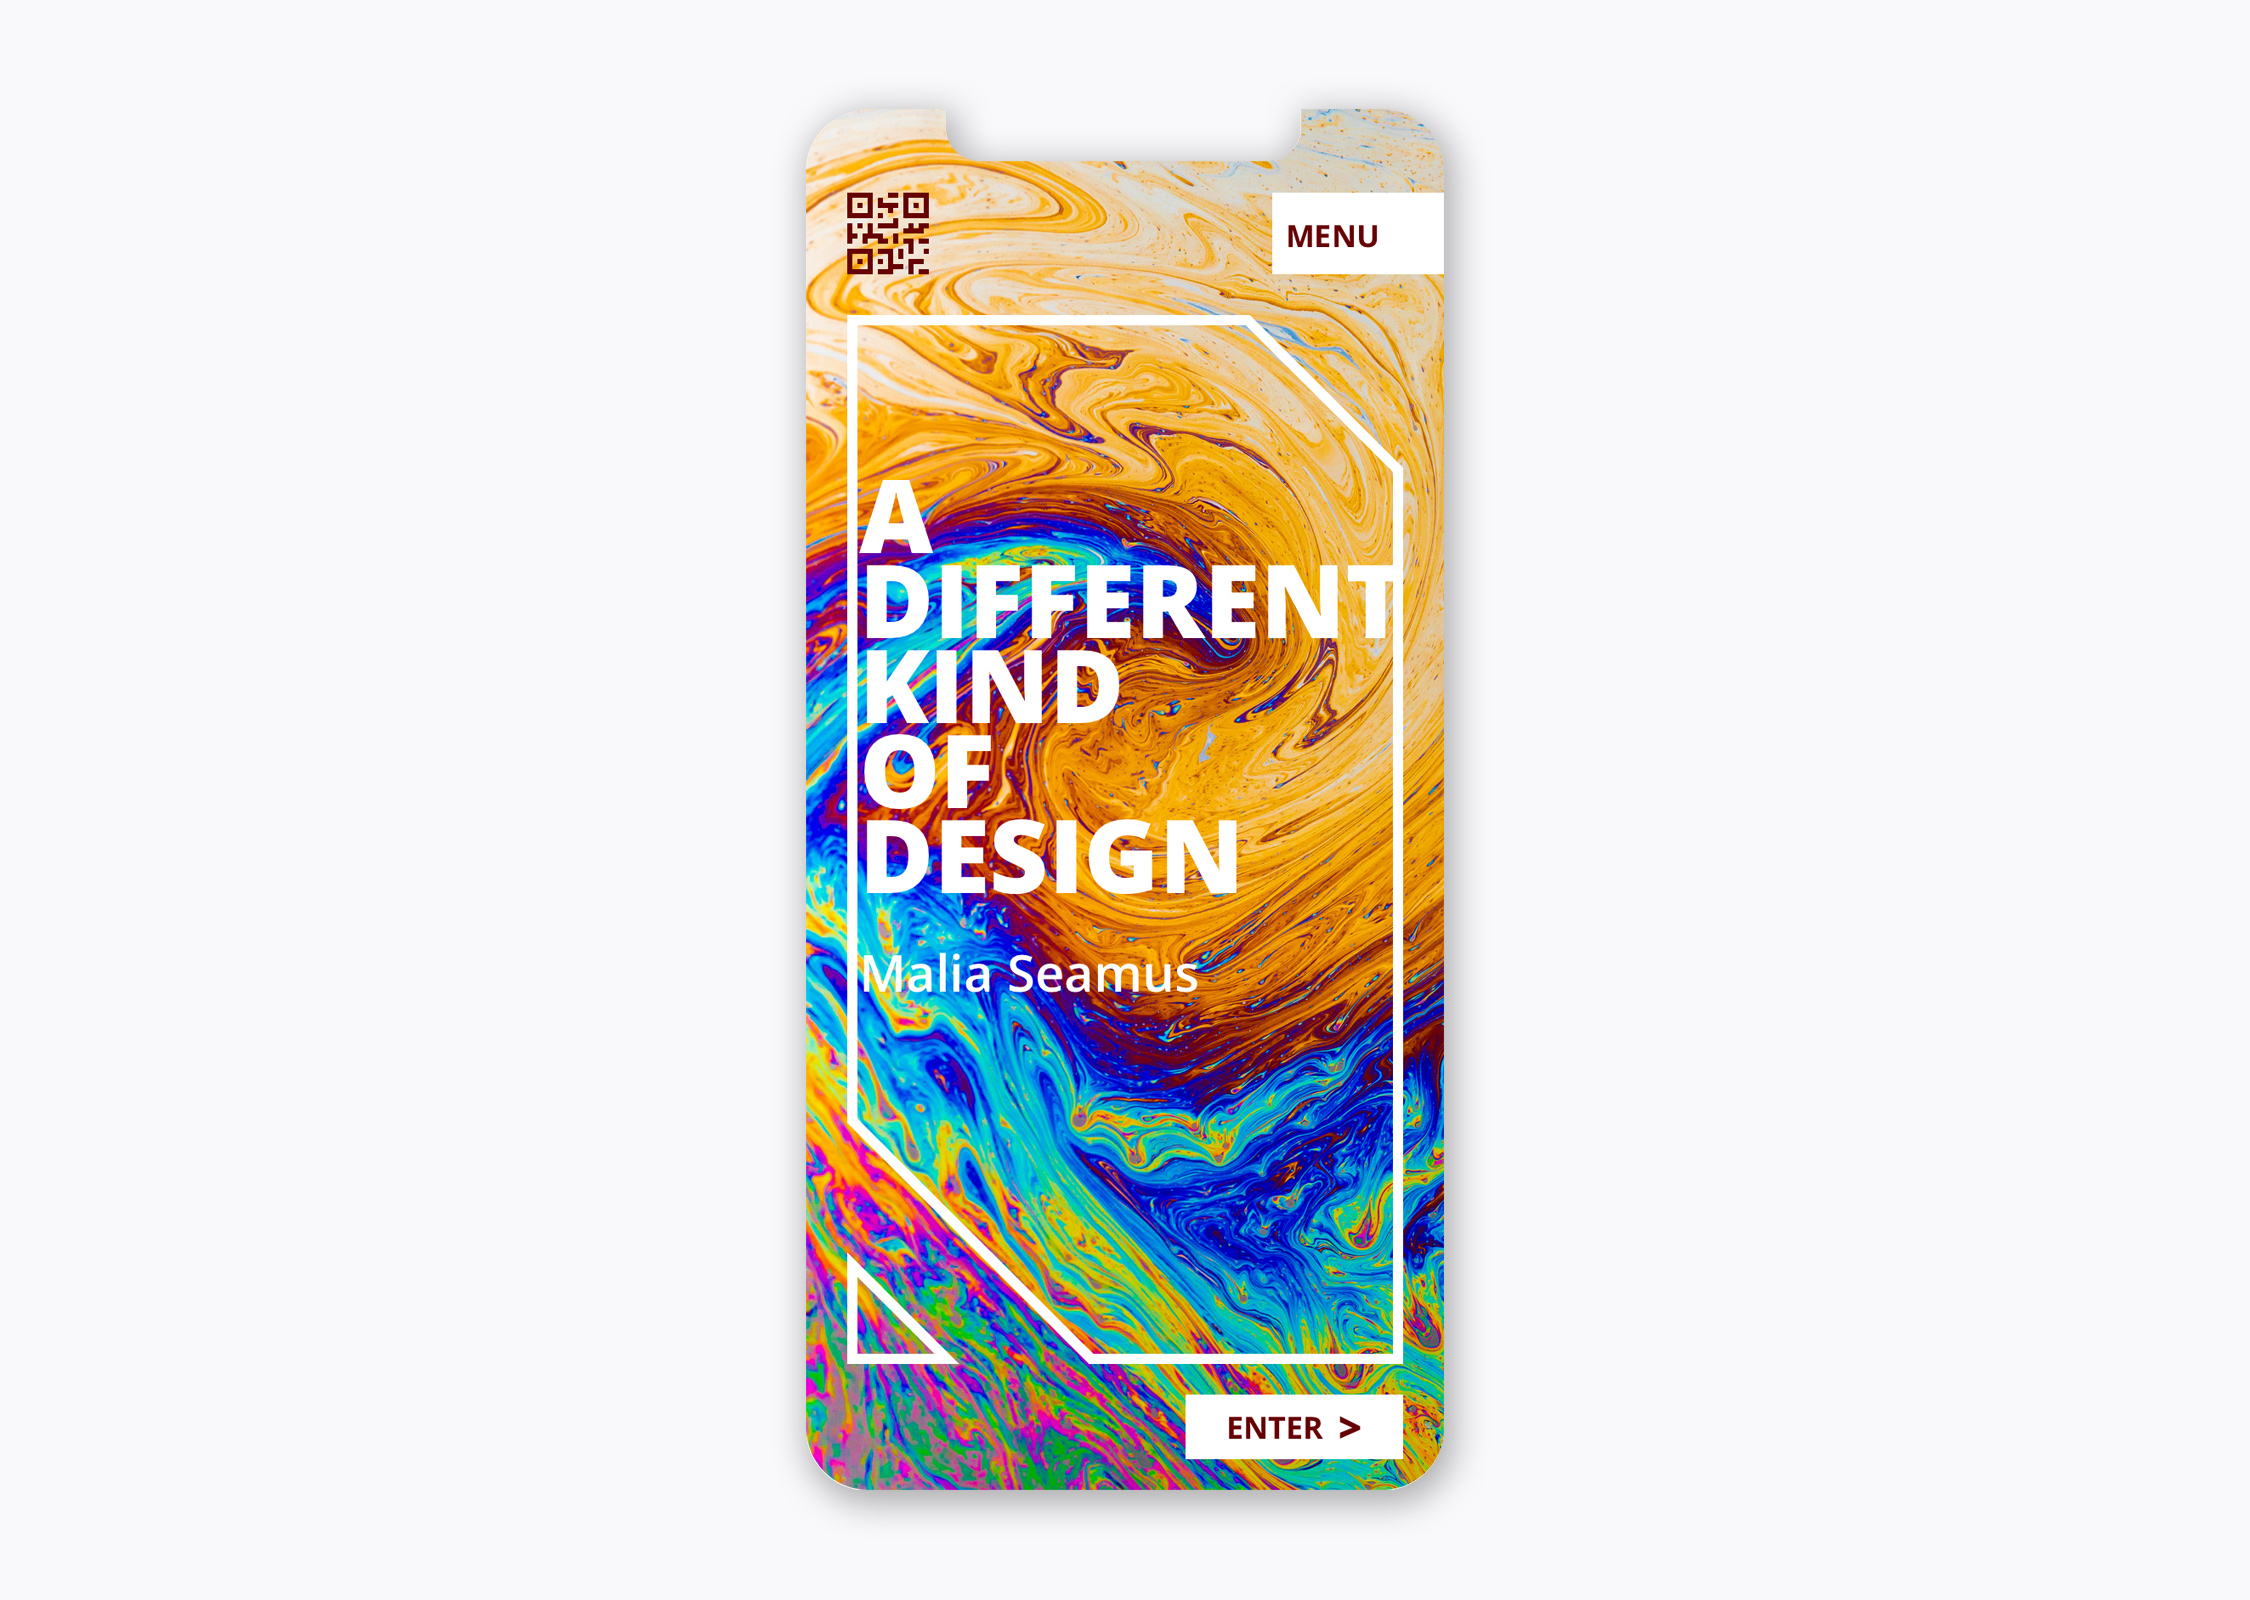 MENU
A
DIFFERENT
KIND
OF
DESIGN
Malia Seamus
ENTER >